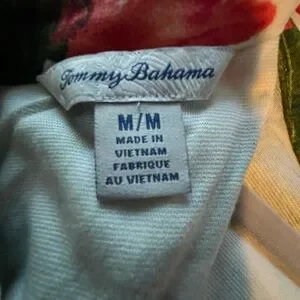 Tommy Bahama
M/M
MADE IN
VIETNAM
FABRIQUE
AU VIETNAM